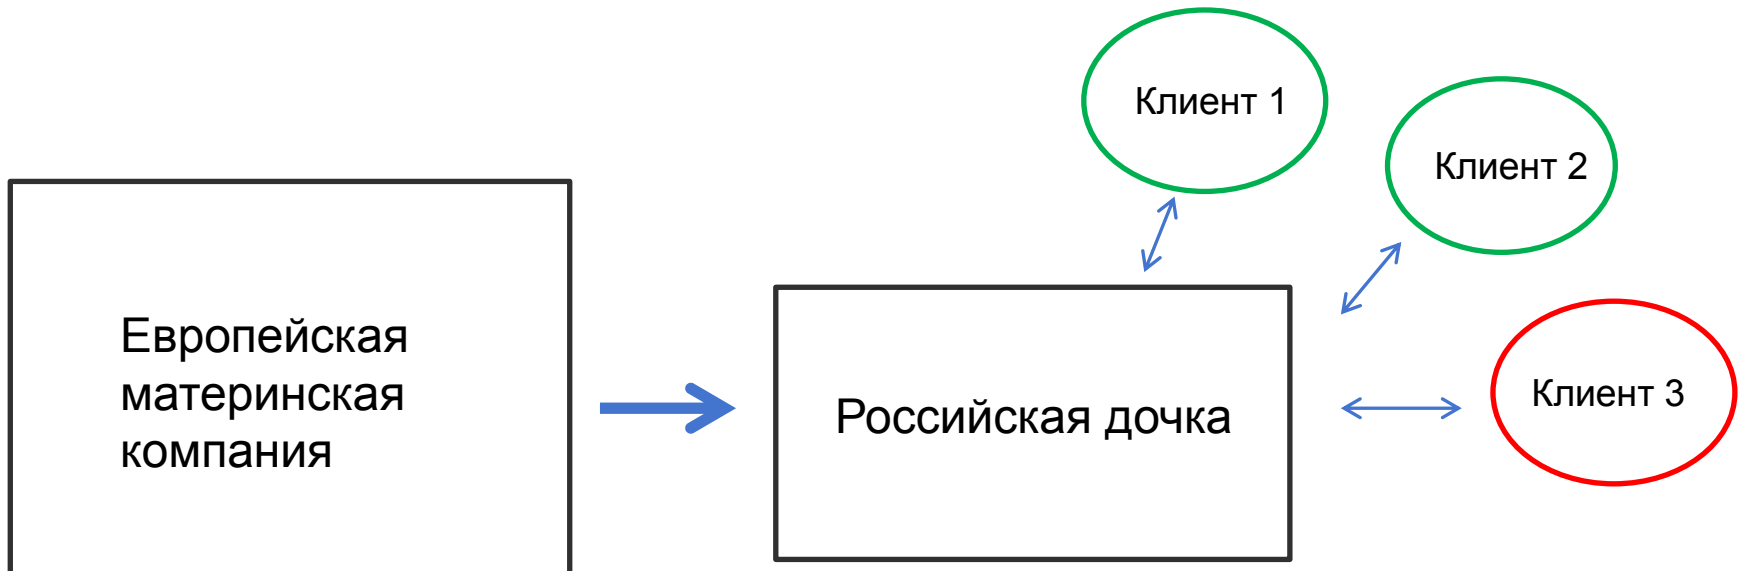 Клиент 1
Клиент 2
Европейская
материнская
компания
Российская дочка
Клиент 3